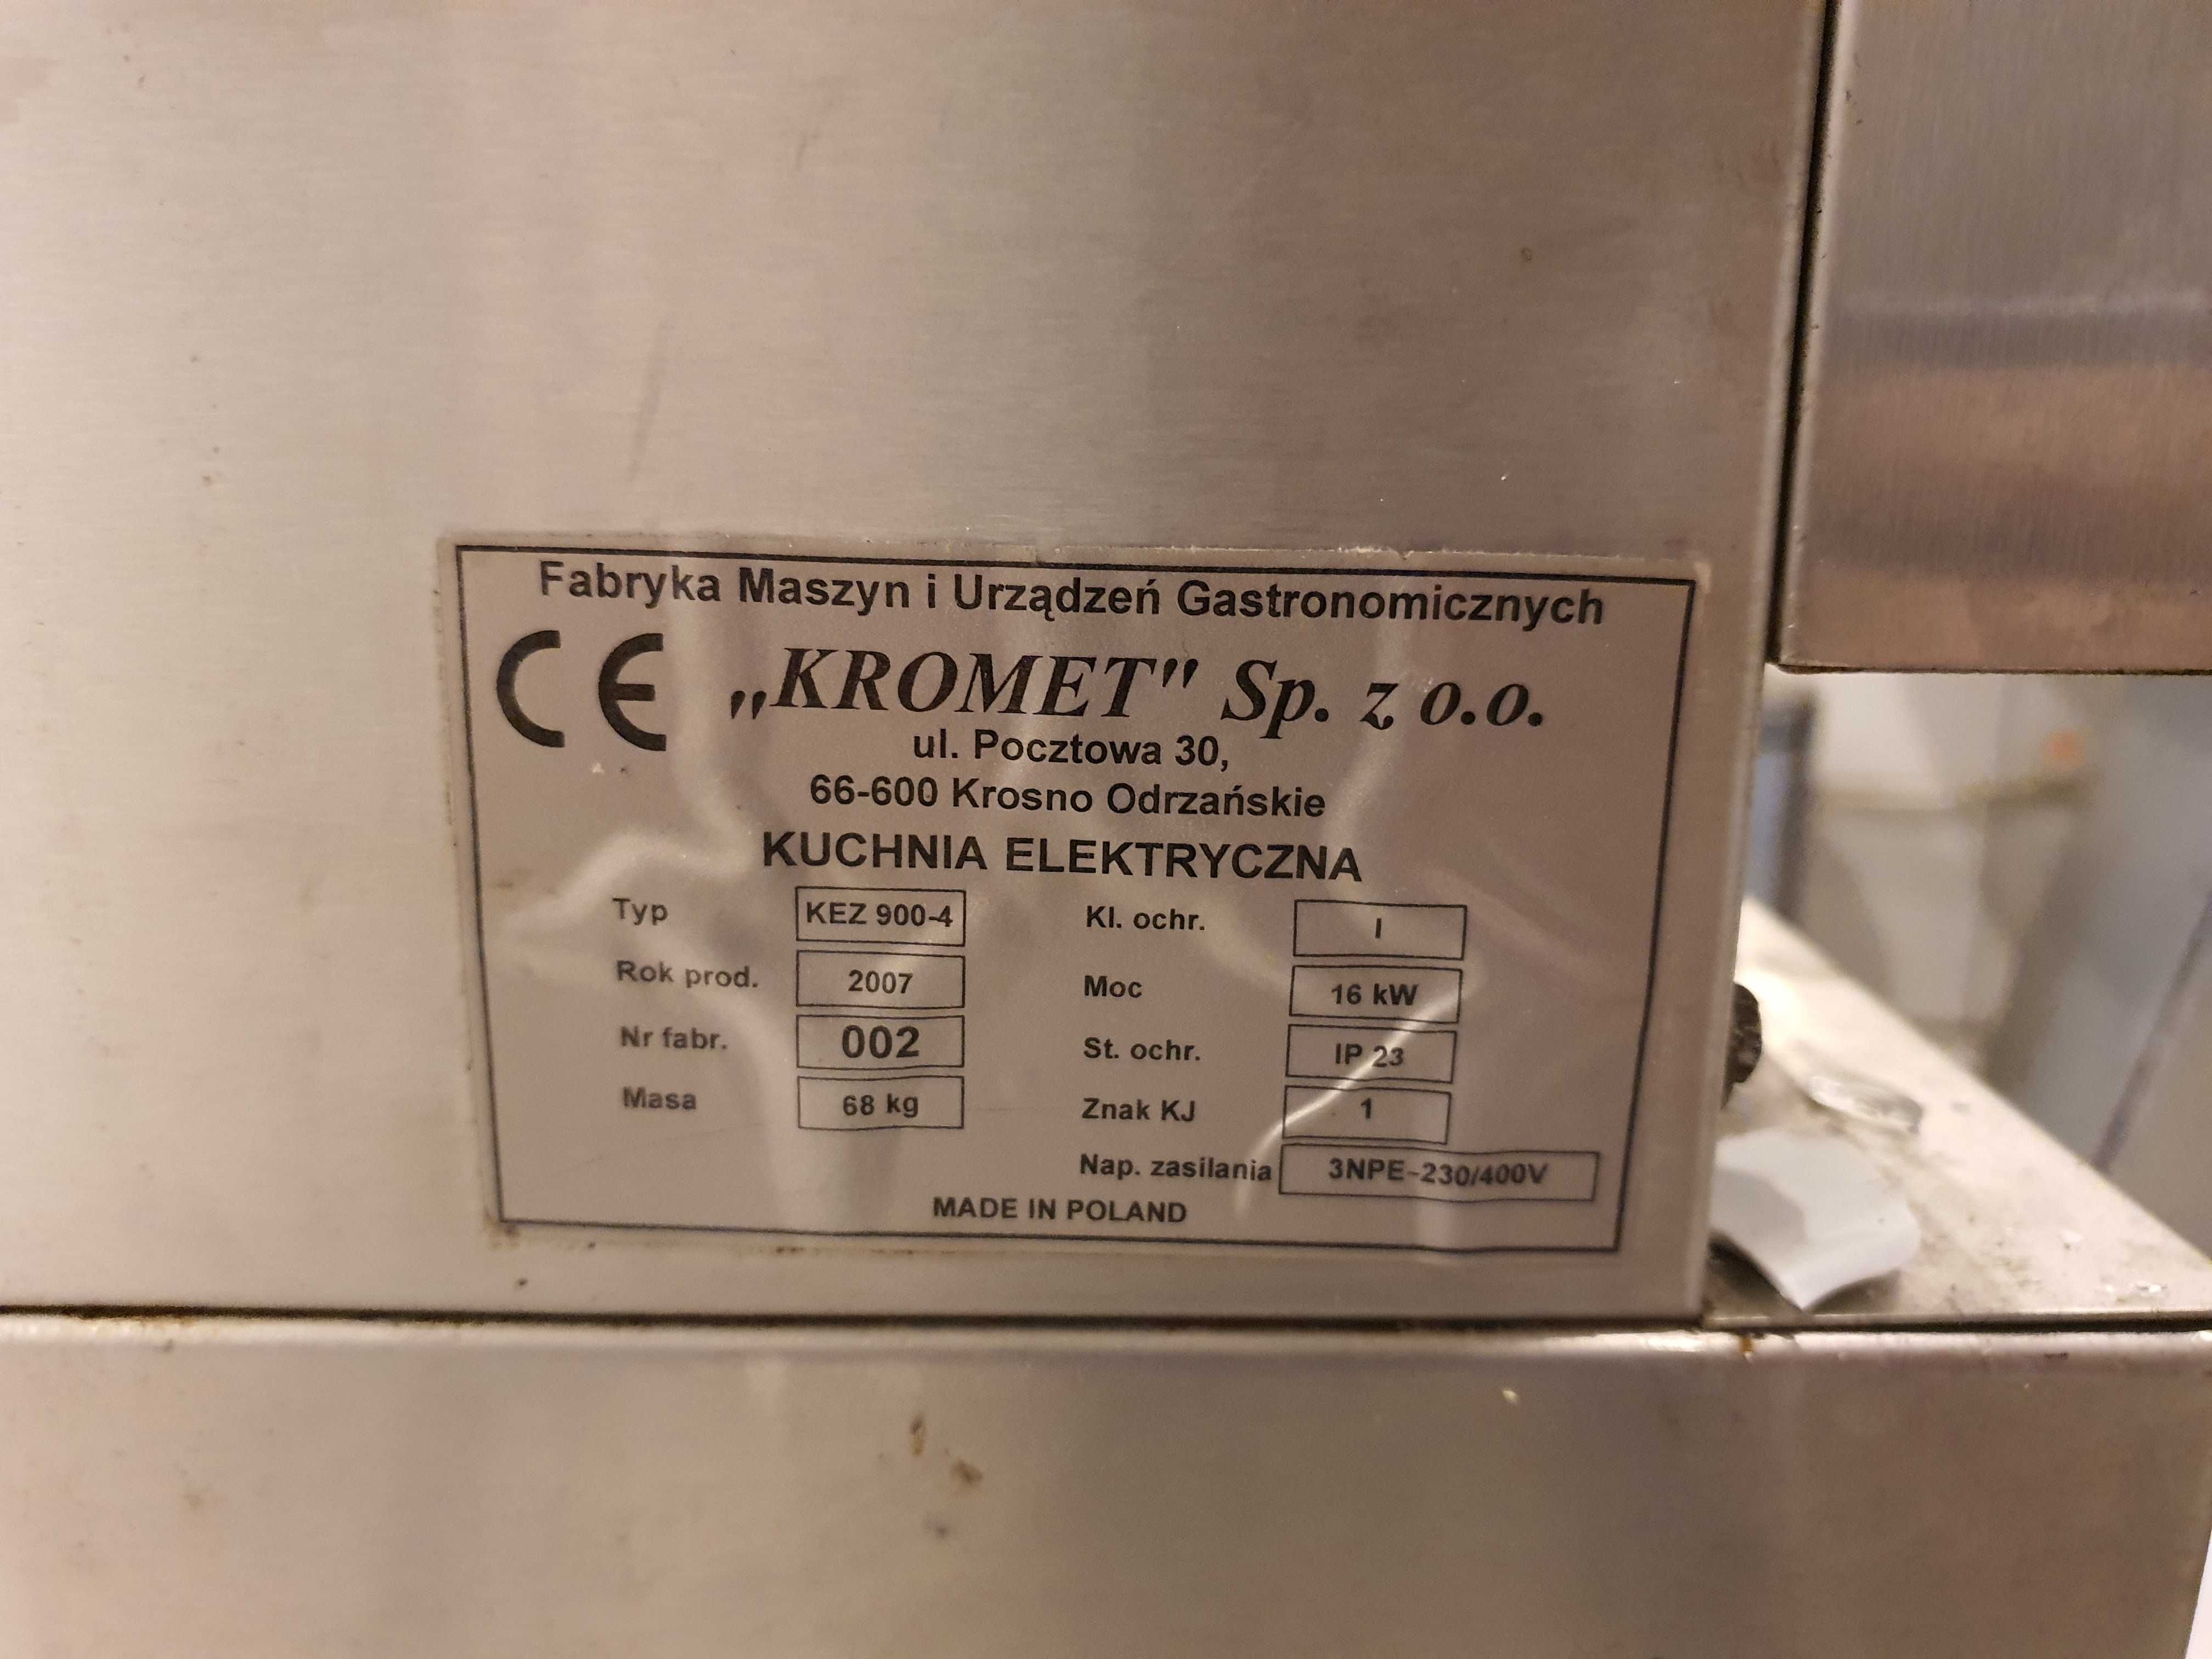 Fabryka Maszyn i Urządzeń Gastronomicznych
CE „KROMET" Sp. z o.o.
ul. Pocztowa 30,
66-600 Krosno Odrzańskie
KUCHNIA ELEKTRYCZNA
Typ KEZ 900-4 Kl. ochr. I
Rok prod. 2007 Moc 16 kW
Nr fabr. 002 St. ochr. IP 23
Masa 68 kg Znak KJ 1
Nap. zasilania 3NPE~230/400V
MADE IN POLAND